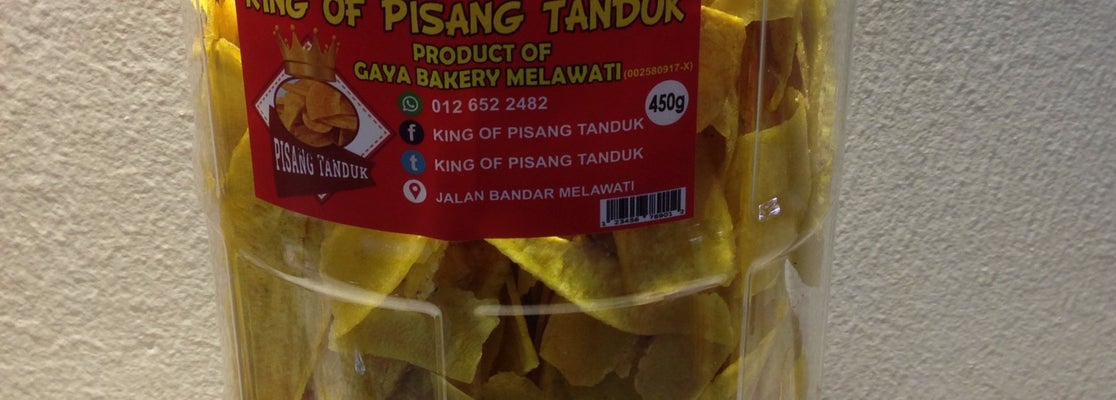 KING OF PISANG TANDUK
PRODUCT OF
GAYA BAKERY MELAWATI (002580917-X)
012 652 2482
450g
f KING OF PISANG TANDUK
t KING OF PISANG TANDUK
JALAN BANDAR MELAWATI
PISANG TANDUK